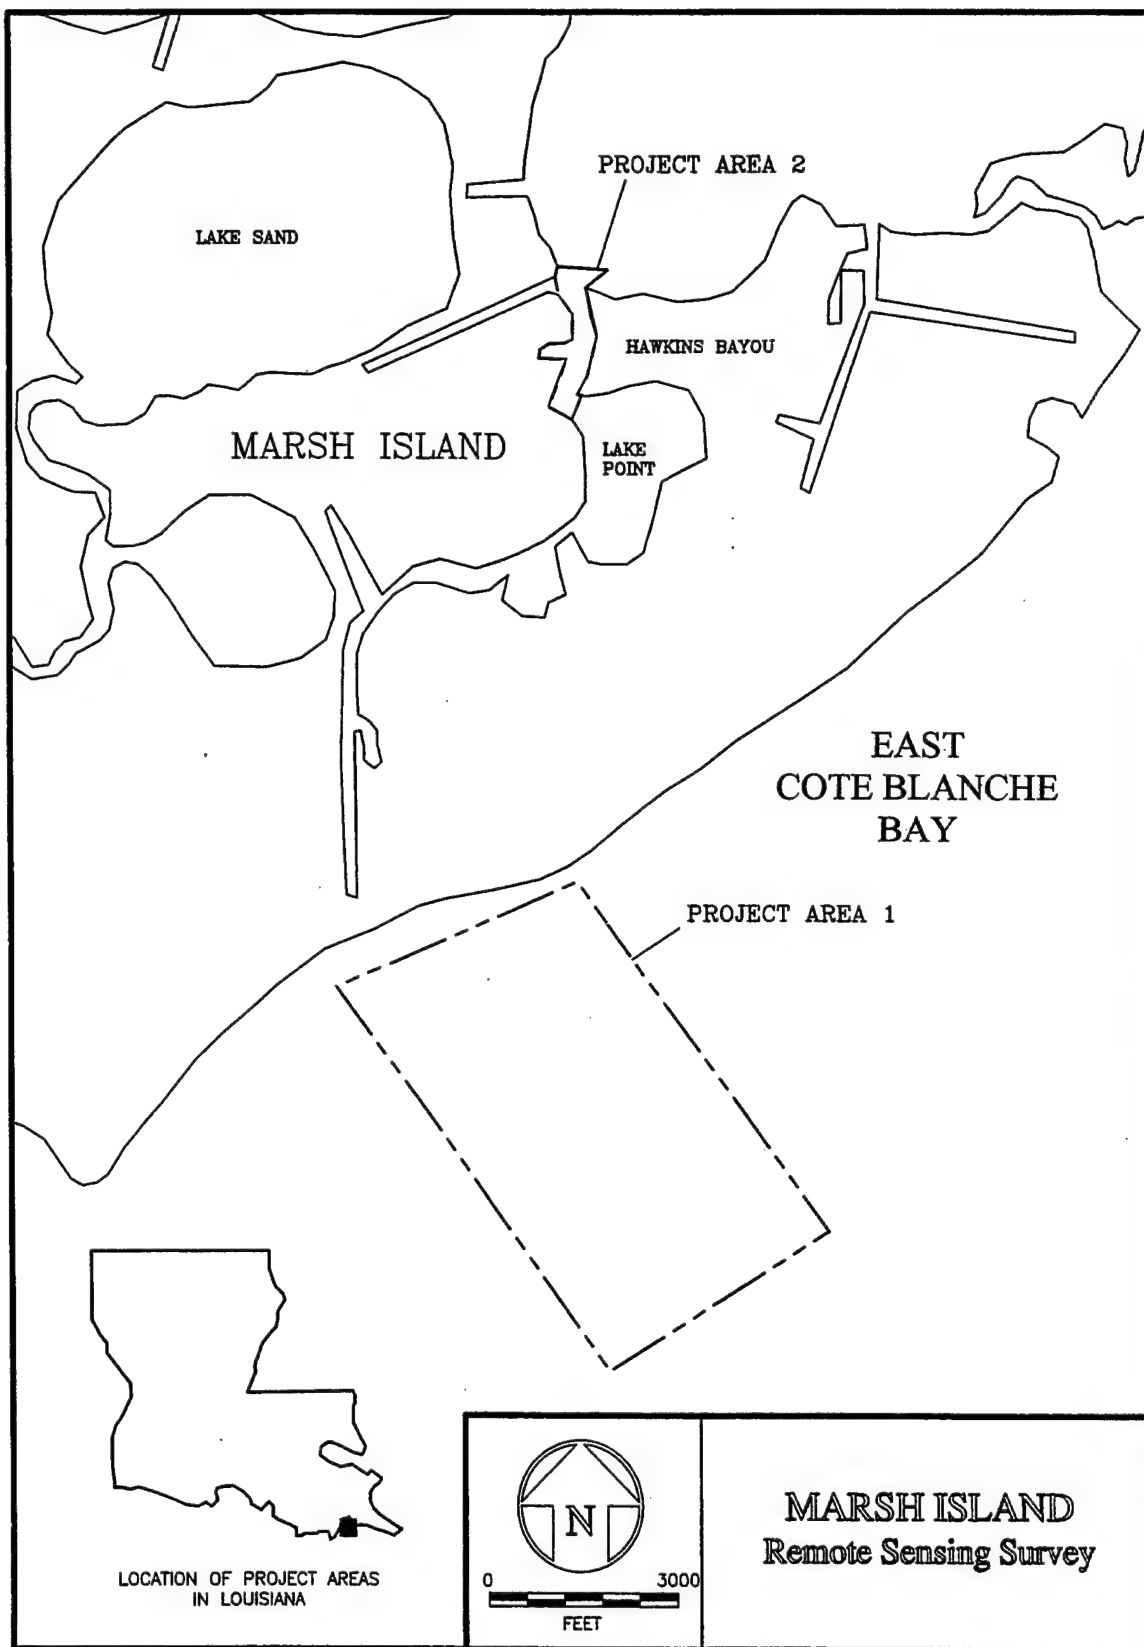 PROJECT AREA 2
LAKE SAND
HAWKINS BAYOU
MARSH ISLAND
LAKE
POINT
EAST
COTE BLANCHE
BAY
PROJECT AREA 1
LOCATION OF PROJECT AREAS
IN LOUISIANA
N
0 3000
FEET
MARSH ISLAND
Remote Sensing Survey